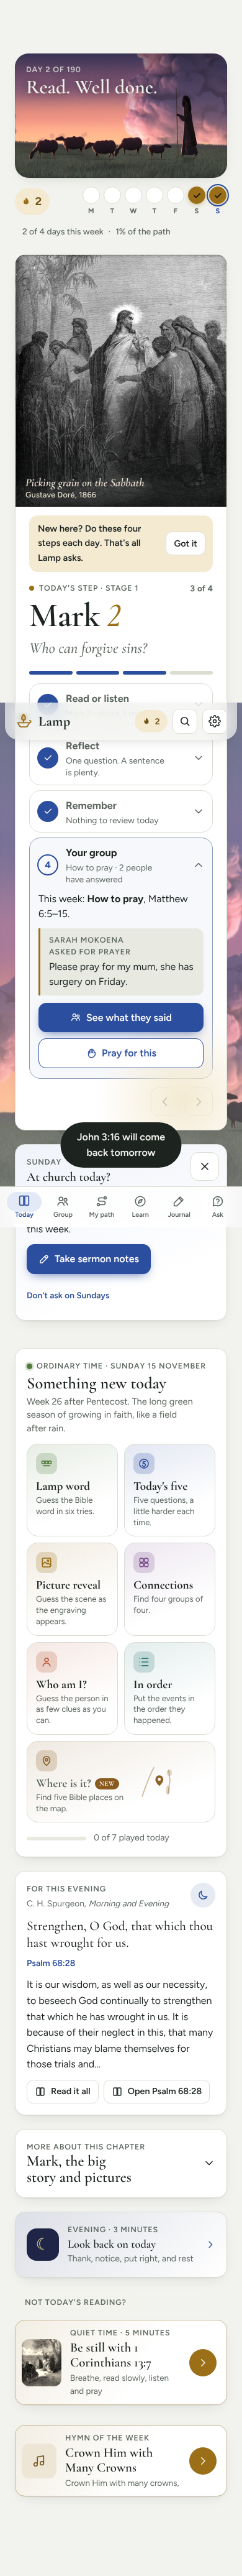 DAY 2 OF 190
Read. Well done.
2
M T W T F S S
2 of 4 days this week · 1% of the path
Picking grain on the Sabbath
Gustave Doré, 1866
New here? Do these four
steps each day. That's all
Lamp asks.
Got it
TODAY'S STEP · STAGE 1
3 of 4
Mark 2
Who can forgive sins?
Read or listen
Lamp
2
Reflect
One question. A sentence
is plenty.
Remember
Nothing to review today
4
Your group
How to pray · 2 people
have answered
This week: How to pray, Matthew
6:5–15.
SARAH MOKOENA
ASKED FOR PRAYER
Please pray for my mum, she has
surgery on Friday.
See what they said
Pray for this
John 3:16 will come
back tomorrow
SUNDAY
At church today?
Today
Group
My path
Learn
Journal
Ask
this week.
Take sermon notes
Don't ask on Sundays
ORDINARY TIME · SUNDAY 15 NOVEMBER
Something new today
Week 26 after Pentecost. The long green
season of growing in faith, like a field
after rain.
Lamp word
Guess the Bible
word in six tries.
5
Today's five
Five questions, a
little harder each
time.
Picture reveal
Guess the scene as
the engraving
appears.
Connections
Find four groups of
four.
Who am I?
Guess the person in
as few clues as you
can.
In order
Put the events in
the order they
happened.
Where is it? NEW
Find five Bible places on
the map.
0 of 7 played today
FOR THIS EVENING
C. H. Spurgeon, Morning and Evening
Strengthen, O God, that which thou
hast wrought for us.
Psalm 68:28
It is our wisdom, as well as our necessity,
to beseech God continually to strengthen
that which he has wrought in us. It is
because of their neglect in this, that many
Christians may blame themselves for
those trials and...
Read it all
Open Psalm 68:28
MORE ABOUT THIS CHAPTER
Mark, the big
story and pictures
EVENING · 3 MINUTES
Look back on today
Thank, notice, put right, and rest
NOT TODAY'S READING?
QUIET TIME · 5 MINUTES
Be still with 1
Corinthians 13:7
Breathe, read slowly, listen
and pray
HYMN OF THE WEEK
Crown Him with
Many Crowns
Crown Him with many crowns,